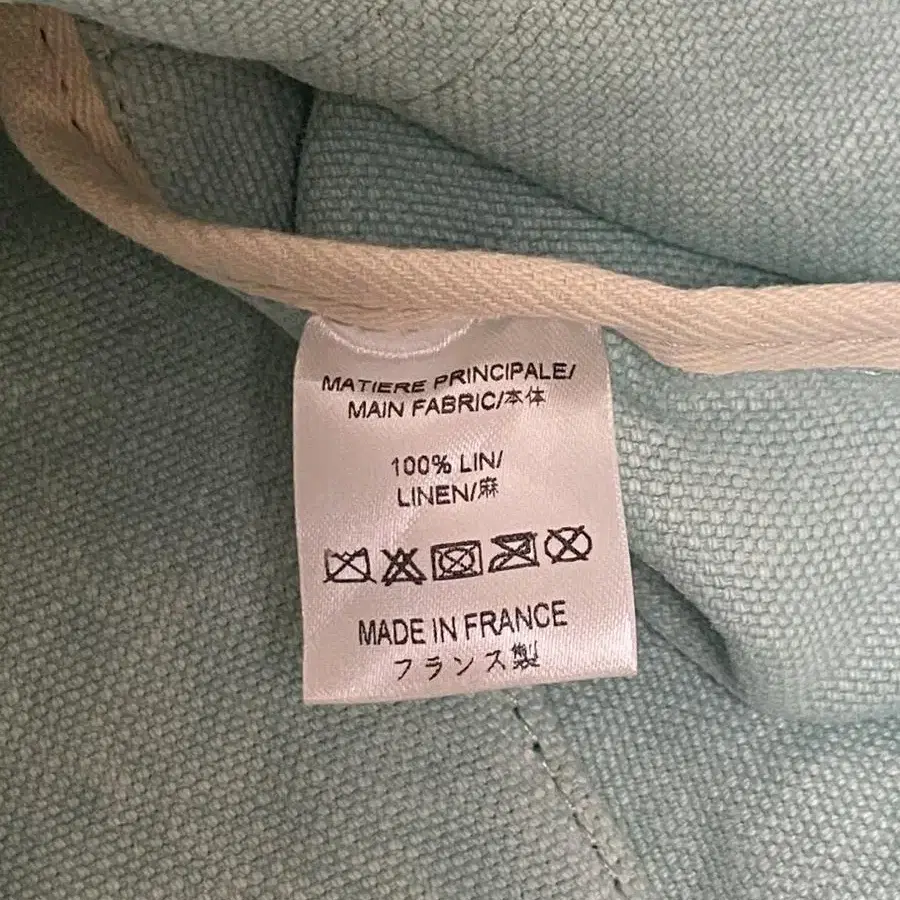 MATIERE PRINCIPALE/
MAIN FABRIC/本体
100% LIN/
LINEN/麻
MADE IN FRANCE
フランス製